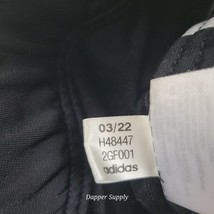 03/22
H48447
2GF001
adidas
Dapper Supply